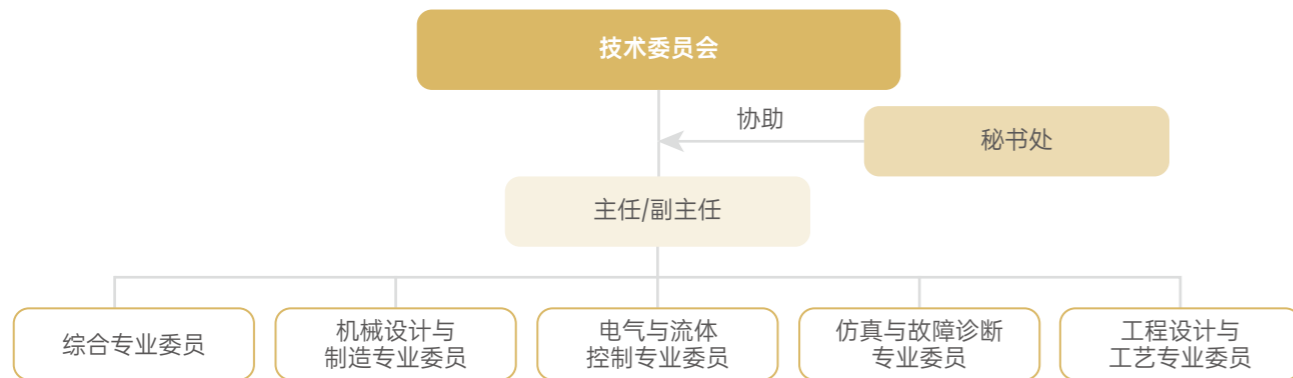 技术委员会
协助
秘书处
主任/副主任
综合专业委员
机械设计与
制造专业委员
电气与流体
控制专业委员
仿真与故障诊断
专业委员
工程设计与
工艺专业委员